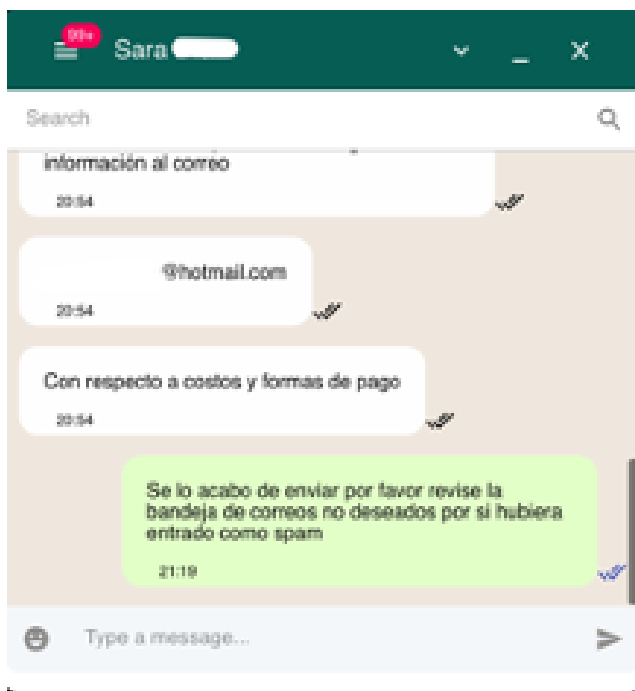 99+
Sara
Search
información al correo
20:54
@hotmail.com
20:54
Con respecto a costos y formas de pago
20:54
Se lo acabo de enviar por favor revise la
bandeja de correos no deseados por si hubiera
entrado como spam
21:19
Type a message...